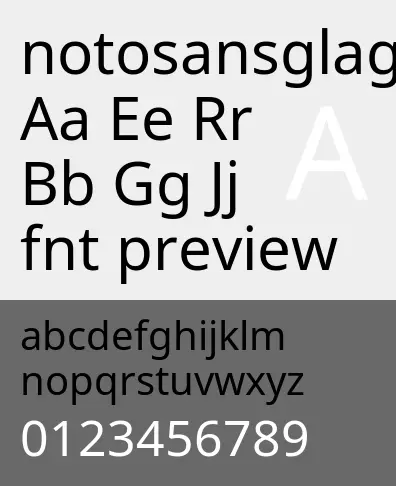 notosansglag
Aa Ee Rr
A
Bb Gg Jj
fnt preview
abcdefghijklm
nopqrstuvwxyz
0123456789